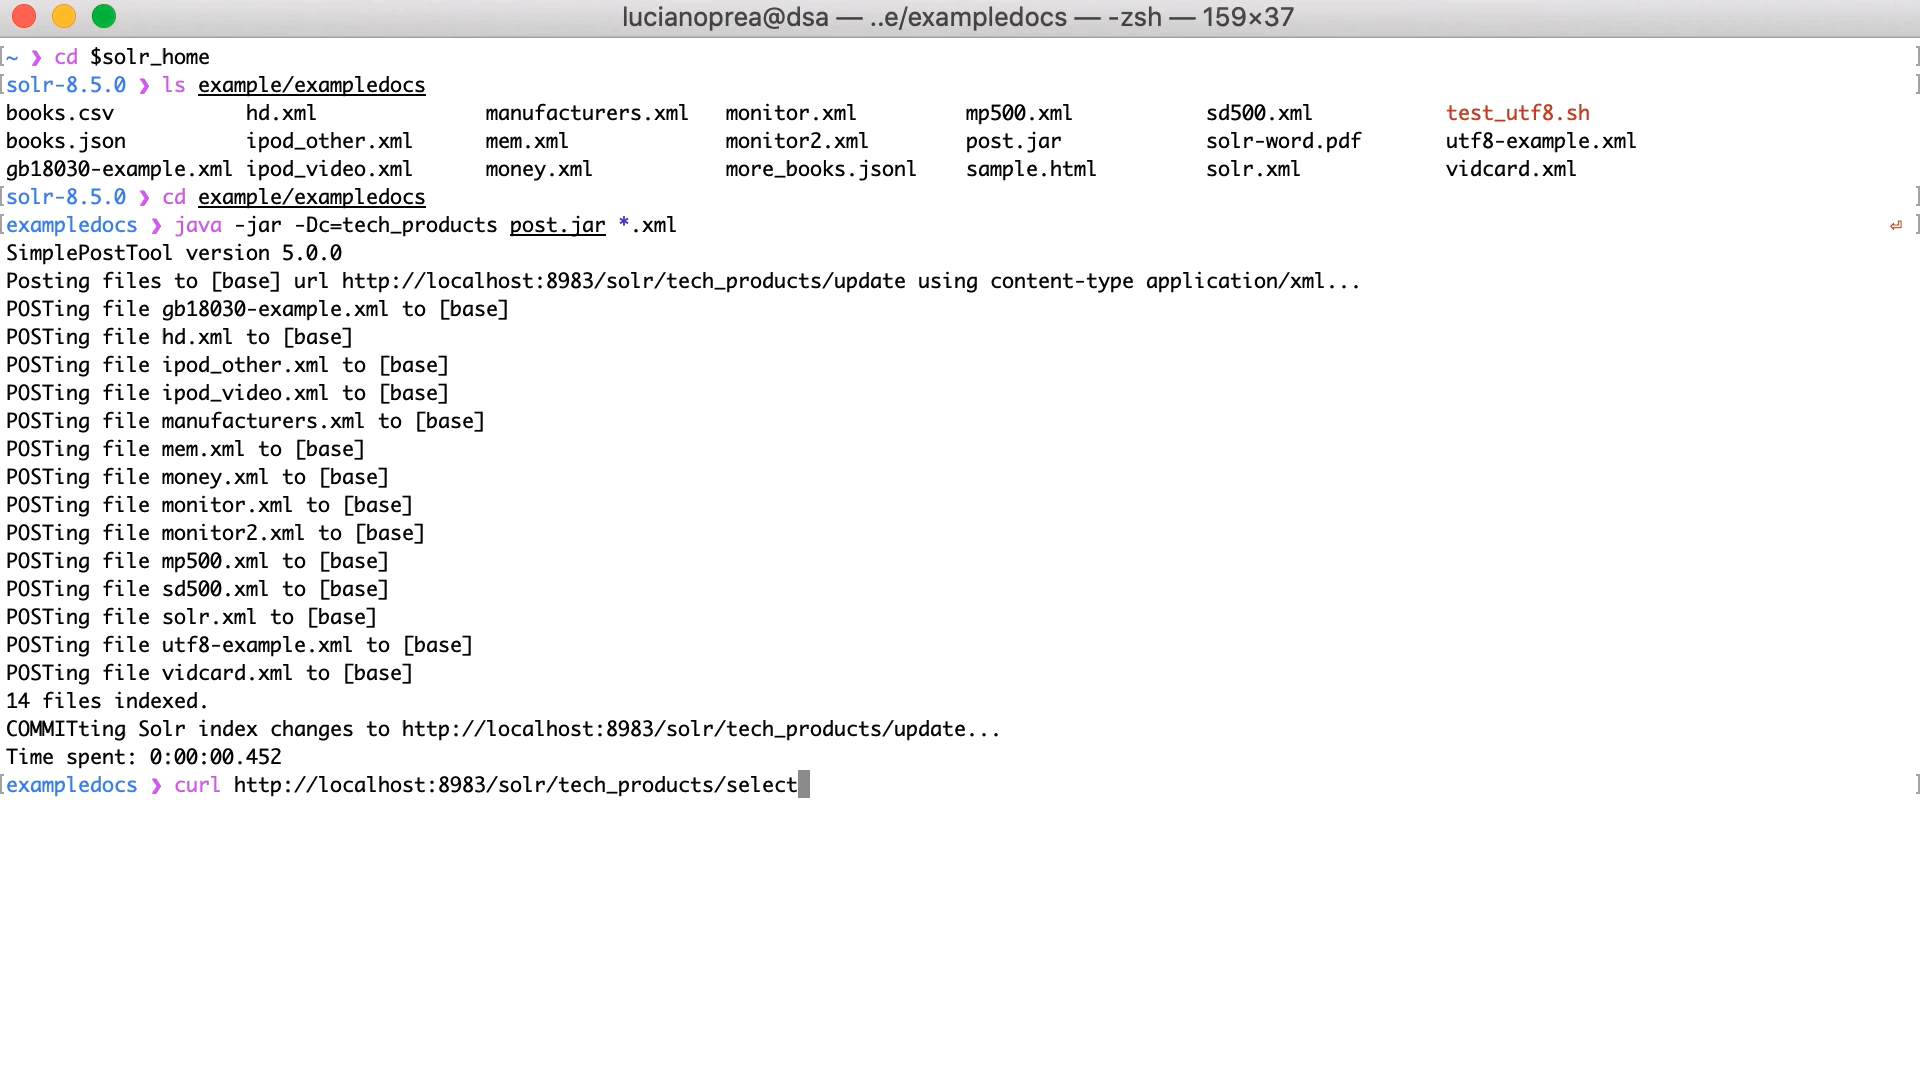 lucianoprea@dsa — ..e/exampledocs — -zsh — 159×37
~ ❯ cd $solr_home
solr-8.5.0 ❯ ls example/exampledocs
books.csv hd.xml manufacturers.xml monitor.xml mp500.xml sd500.xml test_utf8.sh
books.json ipod_other.xml mem.xml monitor2.xml post.jar solr-word.pdf utf8-example.xml
gb18030-example.xml ipod_video.xml money.xml more_books.jsonl sample.html solr.xml vidcard.xml
solr-8.5.0 ❯ cd example/exampledocs
exampledocs ❯ java -jar -Dc=tech_products post.jar *.xml
SimplePostTool version 5.0.0
Posting files to [base] url http://localhost:8983/solr/tech_products/update using content-type application/xml...
POSTing file gb18030-example.xml to [base]
POSTing file hd.xml to [base]
POSTing file ipod_other.xml to [base]
POSTing file ipod_video.xml to [base]
POSTing file manufacturers.xml to [base]
POSTing file mem.xml to [base]
POSTing file money.xml to [base]
POSTing file monitor.xml to [base]
POSTing file monitor2.xml to [base]
POSTing file mp500.xml to [base]
POSTing file sd500.xml to [base]
POSTing file solr.xml to [base]
POSTing file utf8-example.xml to [base]
POSTing file vidcard.xml to [base]
14 files indexed.
COMMITting Solr index changes to http://localhost:8983/solr/tech_products/update...
Time spent: 0:00:00.452
exampledocs ❯ curl http://localhost:8983/solr/tech_products/select